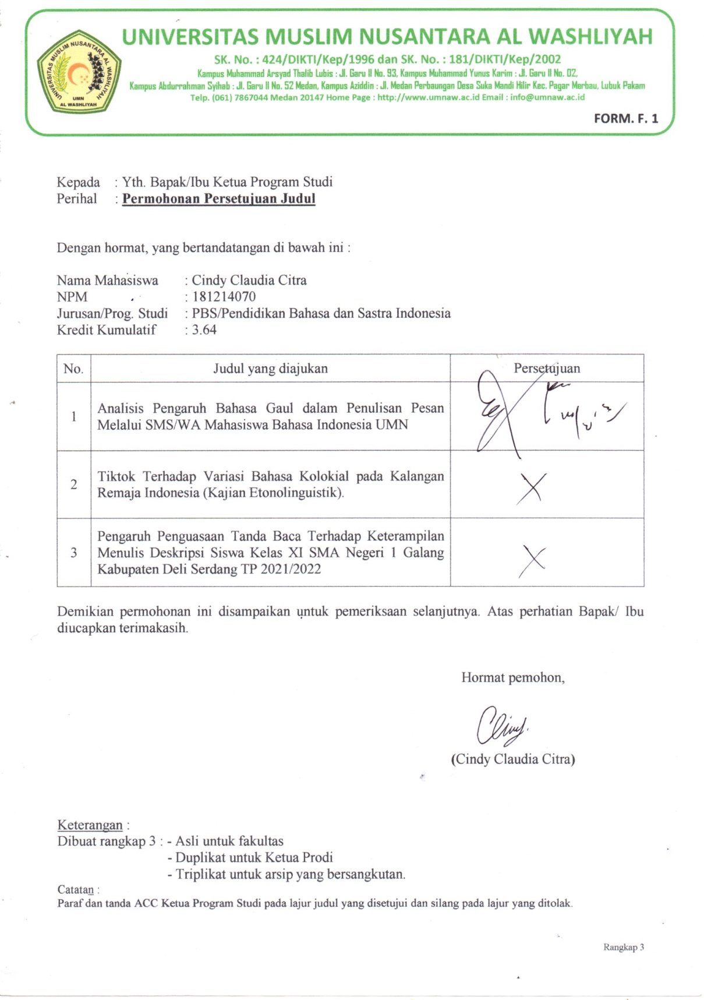 UNIVERSITAS MUSLIM NUSANTARA AL WASHLIYAH
UNIVERSITAS MUSLIM NUSANTARA AL WASHLIYAH
UMN
AL WASHLIYAH
SK. No. : 424/DIKTI/Kep/1996 dan SK. No. : 181/DIKTI/Kep/2002
Kampus Muhammad Arsyad Thalib Lubis : Jl. Garu II No. 93, Kampus Muhammad Yunus Karim : Jl. Garu II No. 02,
Kampus Abdurrahman Syihab : Jl. Garu II No. 52 Medan, Kampus Aziddin : Jl. Medan Perbaungan Desa Suka Mandi Hilir Kec. Pagar Merbau, Lubuk Pakam
Telp. (061) 7867044 Medan 20147 Home Page : http://www.umnaw.ac.id Email : info@umnaw.ac.id
FORM. F. 1
Kepada : Yth. Bapak/Ibu Ketua Program Studi
Perihal : Permohonan Persetujuan Judul
Dengan hormat, yang bertandatangan di bawah ini :
Nama Mahasiswa : Cindy Claudia Citra
NPM : 181214070
Jurusan/Prog. Studi : PBS/Pendidikan Bahasa dan Sastra Indonesia
Kredit Kumulatif : 3.64
No. Judul yang diajukan Persetujuan
1 Analisis Pengaruh Bahasa Gaul dalam Penulisan Pesan
Melalui SMS/WA Mahasiswa Bahasa Indonesia UMN
2 Tiktok Terhadap Variasi Bahasa Kolokial pada Kalangan
Remaja Indonesia (Kajian Etonolinguistik).
3 Pengaruh Penguasaan Tanda Baca Terhadap Keterampilan
Menulis Deskripsi Siswa Kelas XI SMA Negeri 1 Galang
Kabupaten Deli Serdang TP 2021/2022
Demikian permohonan ini disampaikan untuk pemeriksaan selanjutnya. Atas perhatian Bapak/ Ibu
diucapkan terimakasih.
Hormat pemohon,
(Cindy Claudia Citra)
Keterangan :
Dibuat rangkap 3 : - Asli untuk fakultas
- Duplikat untuk Ketua Prodi
- Triplikat untuk arsip yang bersangkutan.
Catatan :
Paraf dan tanda ACC Ketua Program Studi pada lajur judul yang disetujui dan silang pada lajur yang ditolak.
Rangkap 3